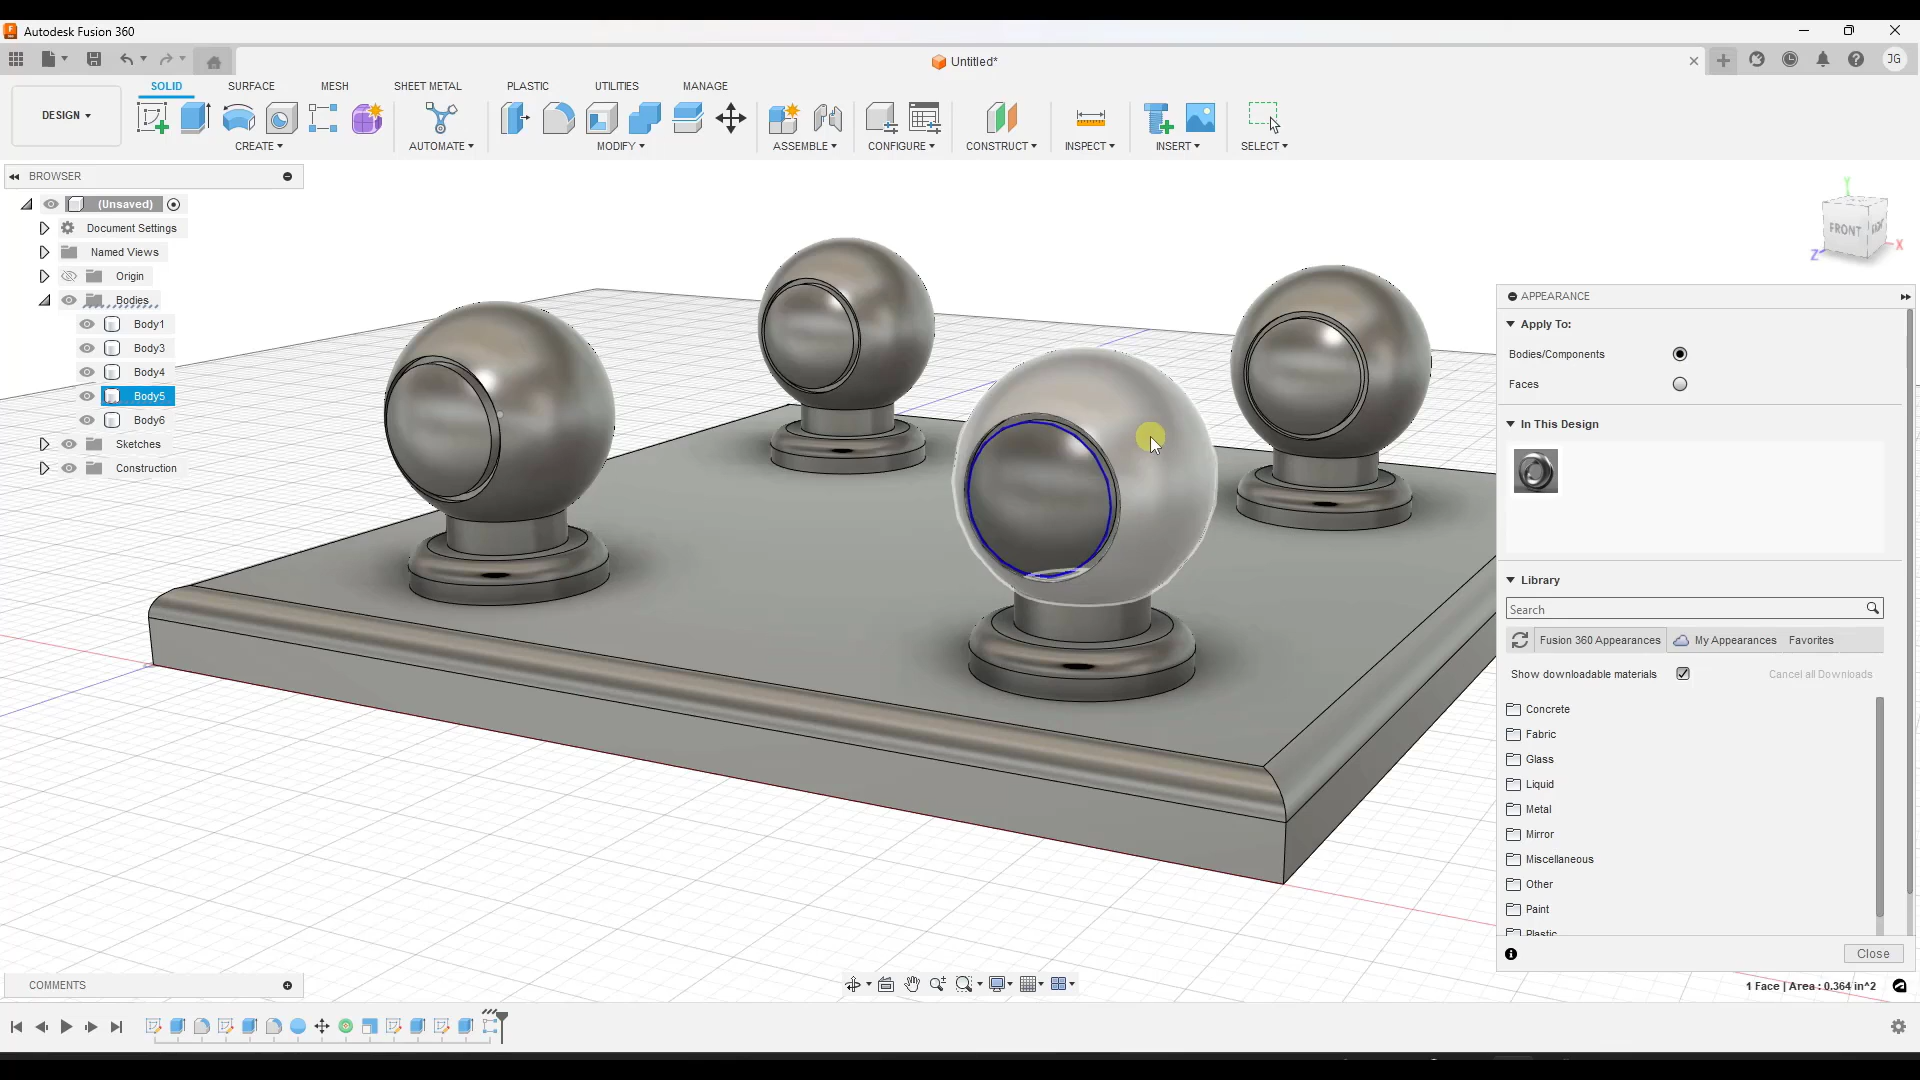 Autodesk Fusion 360
Untitled*
JG
DESIGN
SOLID
SURFACE
MESH
SHEET METAL
PLASTIC
UTILITIES
MANAGE
CREATE
AUTOMATE
MODIFY
ASSEMBLE
CONFIGURE
CONSTRUCT
INSPECT
INSERT
SELECT
BROWSER
(Unsaved)
Document Settings
Named Views
Origin
Bodies
Body1
Body3
Body4
Body5
Body6
Sketches
Construction
Y
FRONT
X
Z
APPEARANCE
Apply To:
Bodies/Components
Faces
In This Design
Library
Search
Fusion 360 Appearances
My Appearances
Favorites
Show downloadable materials
Cancel all Downloads
Concrete
Fabric
Glass
Liquid
Metal
Mirror
Miscellaneous
Other
Paint
Plastic
Close
COMMENTS
1 Face | Area : 0.364 in^2